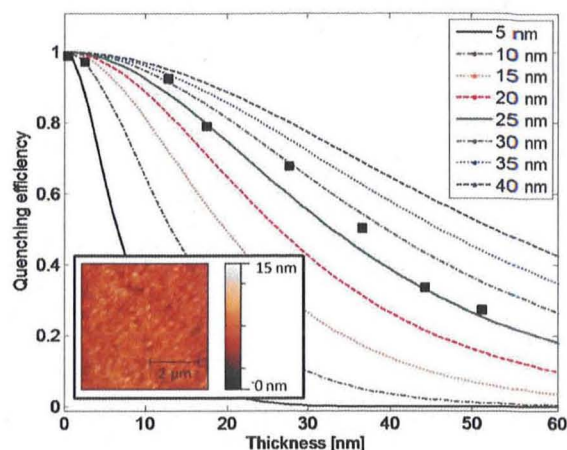 Quenching efficiency
1
0.8
0.6
0.4
0.2
0
0
10
20
30
40
50
60
Thickness [nm]
5 nm
10 nm
15 nm
20 nm
25 nm
30 nm
35 nm
40 nm
15 nm
0 nm
2 µm